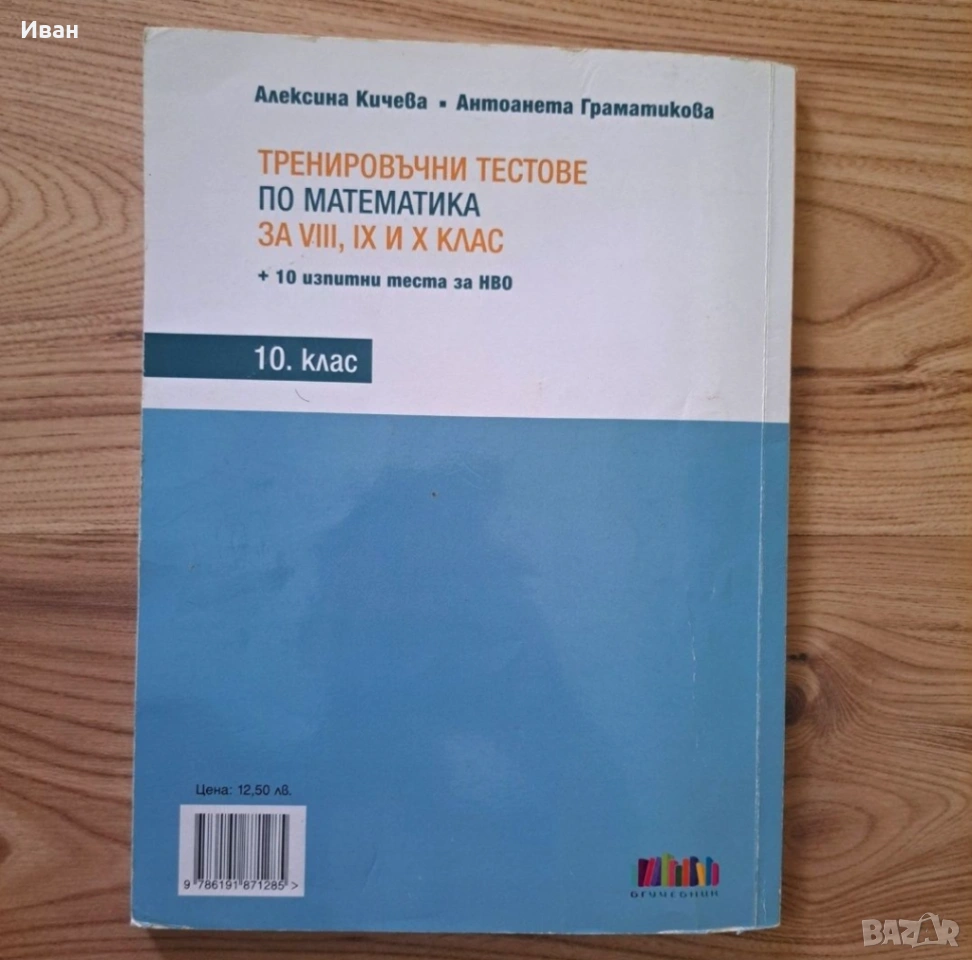 Иван
Алексина Кичева ▪ Антоанета Граматикова
ТРЕНИРОВЪЧНИ ТЕСТОВЕ
ПО МАТЕМАТИКА
ЗА VIII, IX И X КЛАС
+ 10 изпитни теста за НВО
10. клас
Цена: 12,50 лв.
9 786191 871285 >
БГУЧЕБНИК
BAZAR